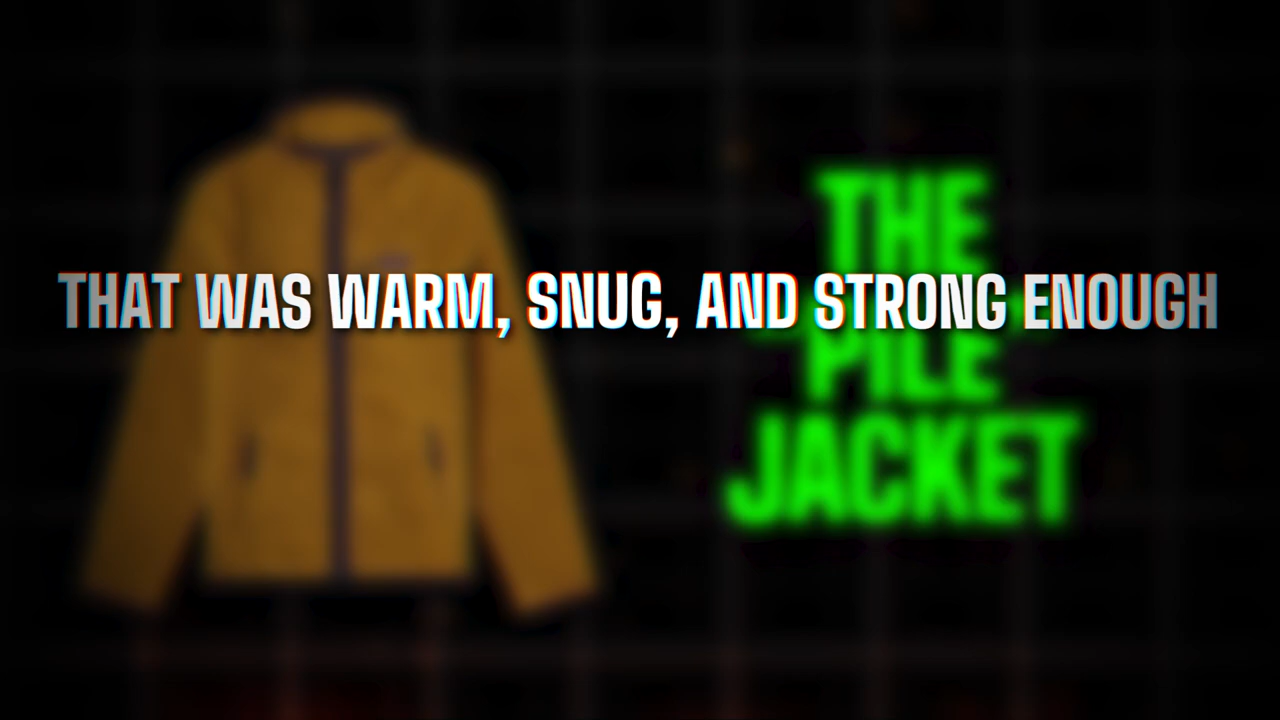 THE
THAT WAS WARM, SNUG, AND STRONG ENOUGH
PILE
JACKET